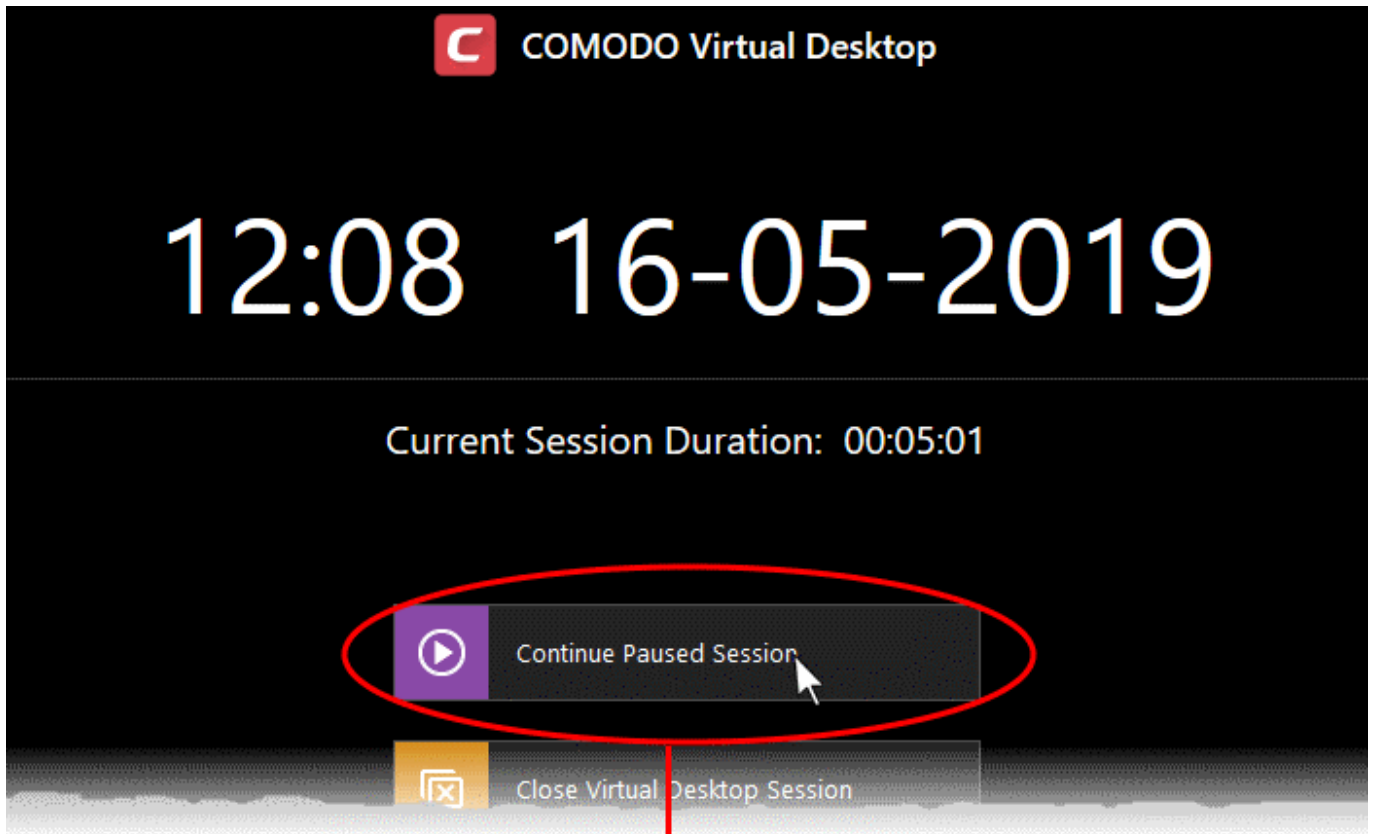 COMODO Virtual Desktop
12:08 16-05-2019
Current Session Duration: 00:05:01
Continue Paused Session
Close Virtual Desktop Session